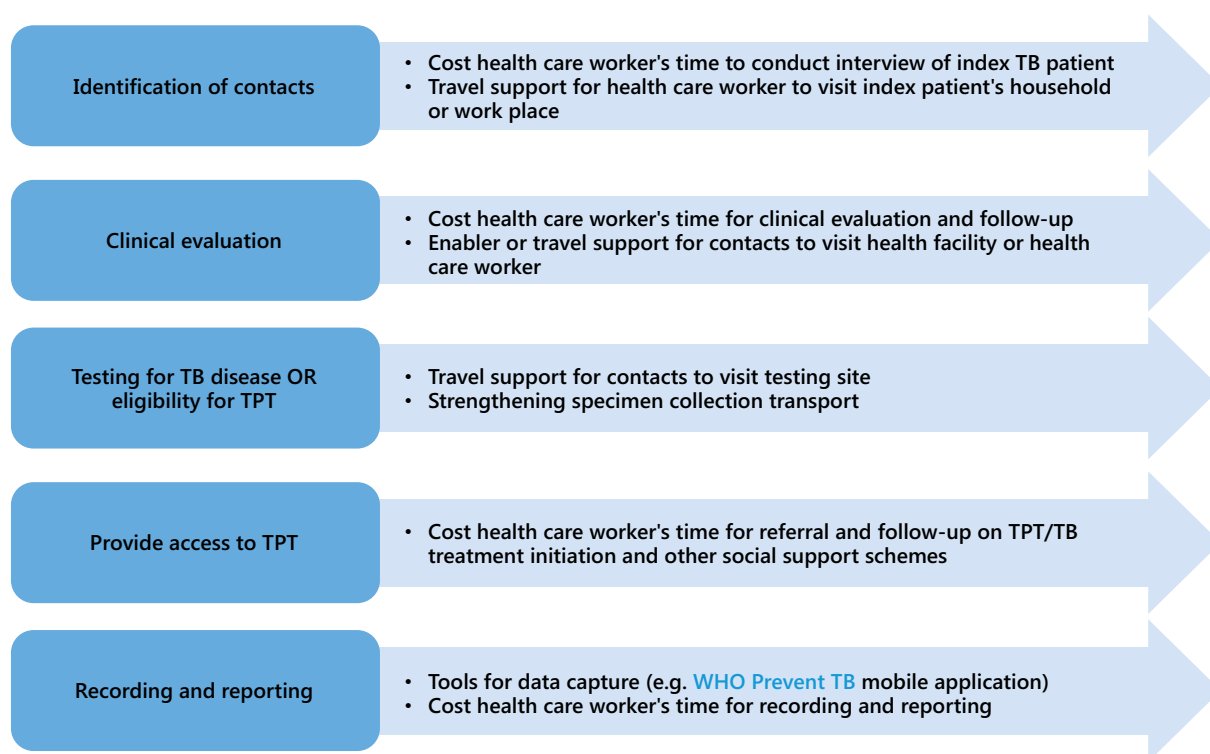 Identification of contacts
• Cost health care worker's time to conduct interview of index TB patient
• Travel support for health care worker to visit index patient's household
or work place
Clinical evaluation
• Cost health care worker's time for clinical evaluation and follow-up
• Enabler or travel support for contacts to visit health facility or health
care worker
Testing for TB disease OR
eligibility for TPT
• Travel support for contacts to visit testing site
• Strengthening specimen collection transport
Provide access to TPT
• Cost health care worker's time for referral and follow-up on TPT/TB
treatment initiation and other social support schemes
Recording and reporting
• Tools for data capture (e.g. WHO Prevent TB mobile application)
• Cost health care worker's time for recording and reporting